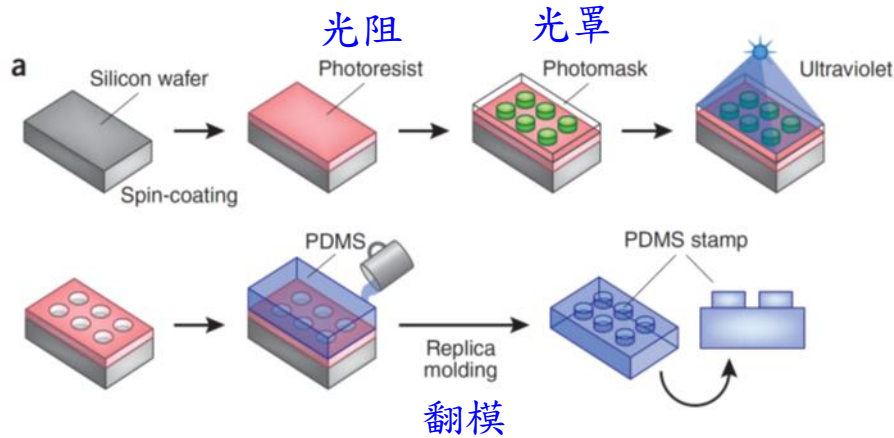 光阻
光罩
a
Silicon wafer
Photoresist
Photomask
Ultraviolet
Spin-coating
PDMS
PDMS stamp
Replica
molding
翻模